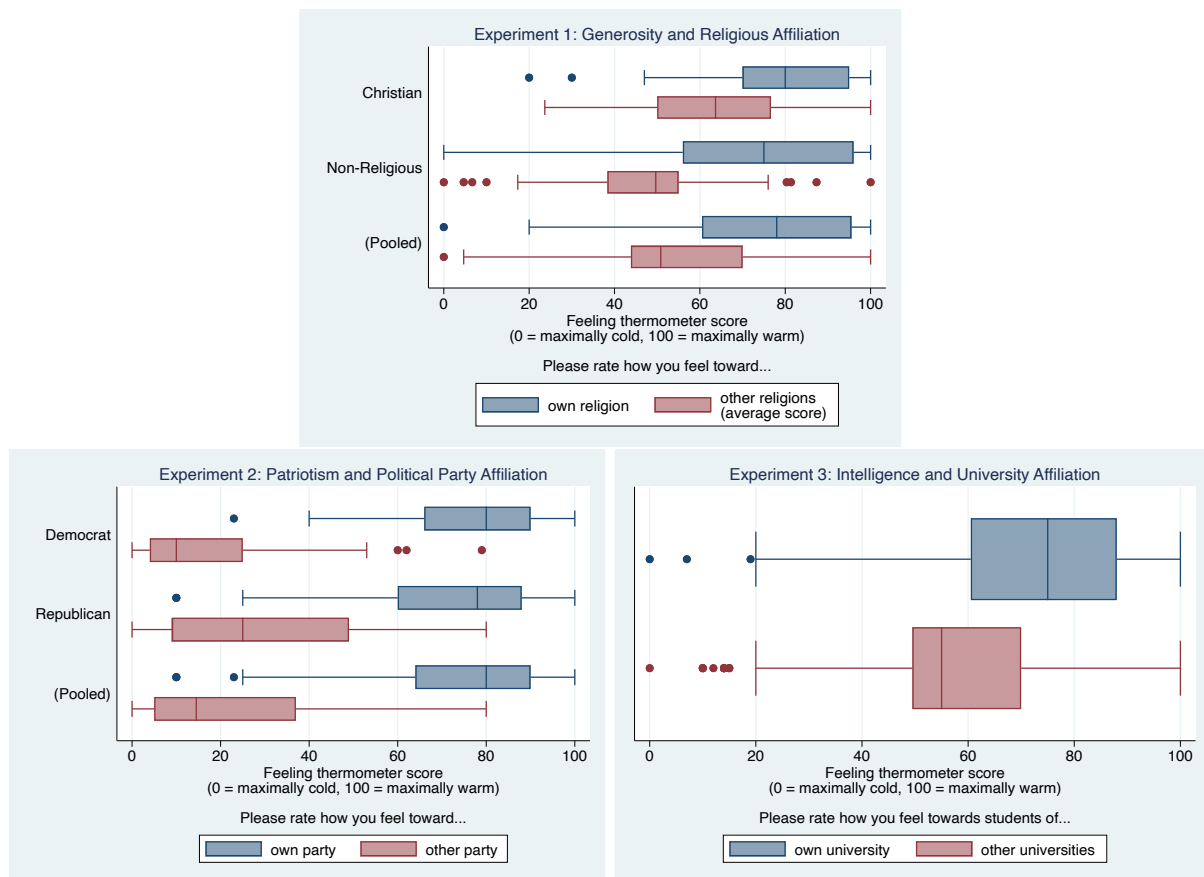 Experiment 1: Generosity and Religious Affiliation
Christian
Non-Religious
(Pooled)
0 20 40 60 80 100
Feeling thermometer score
(0 = maximally cold, 100 = maximally warm)
Please rate how you feel toward...
own religion
other religions
(average score)
Experiment 2: Patriotism and Political Party Affiliation
Democrat
Republican
(Pooled)
0 20 40 60 80 100
Feeling thermometer score
(0 = maximally cold, 100 = maximally warm)
Please rate how you feel toward...
own party other party
Experiment 3: Intelligence and University Affiliation
0 20 40 60 80 100
Feeling thermometer score
(0 = maximally cold, 100 = maximally warm)
Please rate how you feel towards students of...
own university other universities